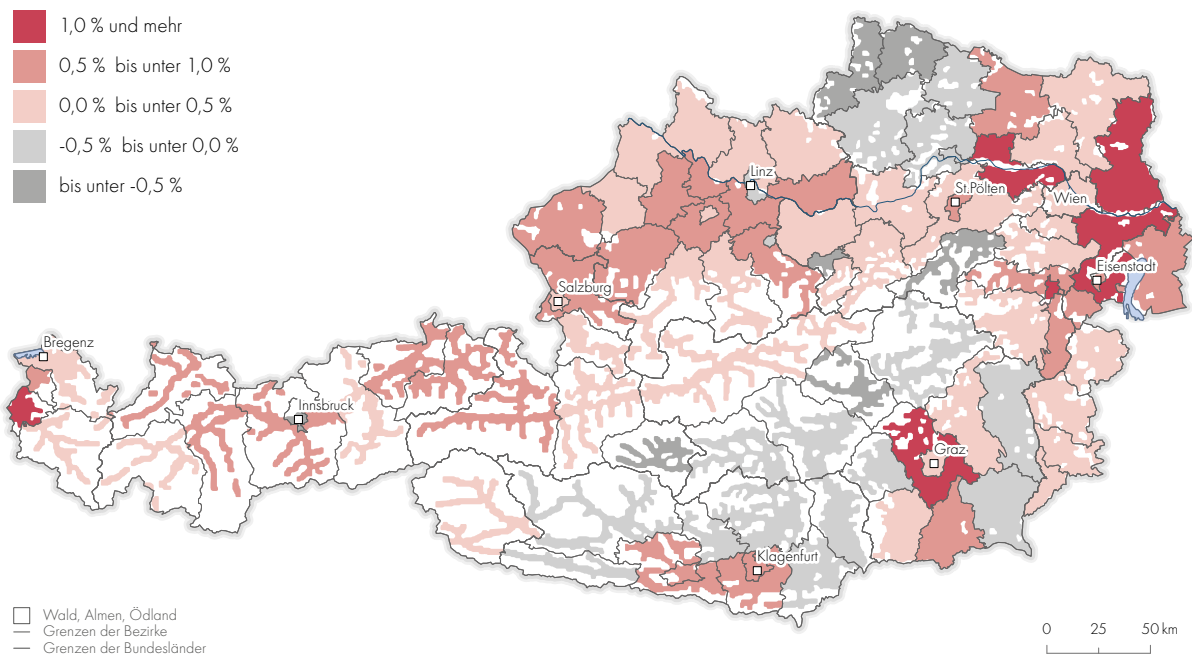 1,0 % und mehr
0,5 % bis unter 1,0 %
0,0 % bis unter 0,5 %
-0,5 % bis unter 0,0 %
bis unter -0,5 %
Linz
St.Pölten
Wien
Eisenstadt
Salzburg
Bregenz
Innsbruck
Graz
Klagenfurt
Wald, Almen, Ödland
Grenzen der Bezirke
Grenzen der Bundesländer
0 25 50 km